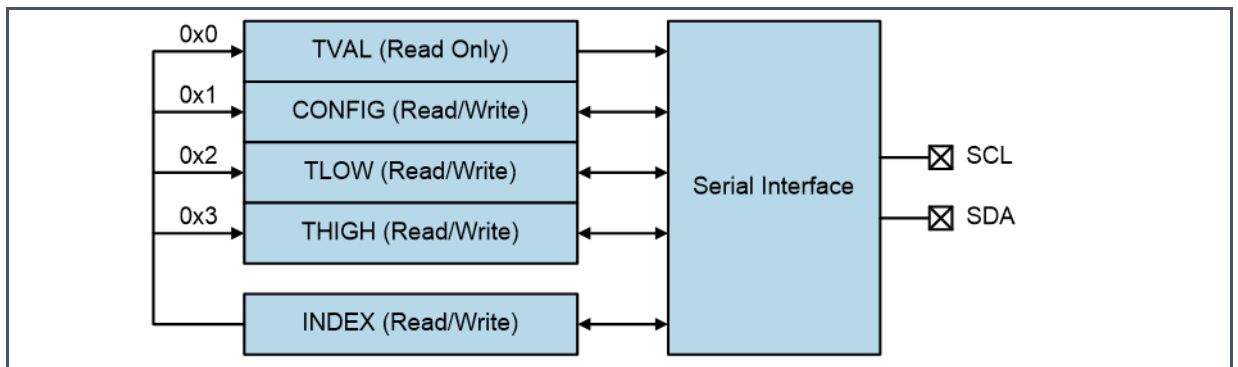 0x0
TVAL (Read Only)
0x1
CONFIG (Read/Write)
0x2
TLOW (Read/Write)
0x3
THIGH (Read/Write)
INDEX (Read/Write)
Serial Interface
SCL
SDA